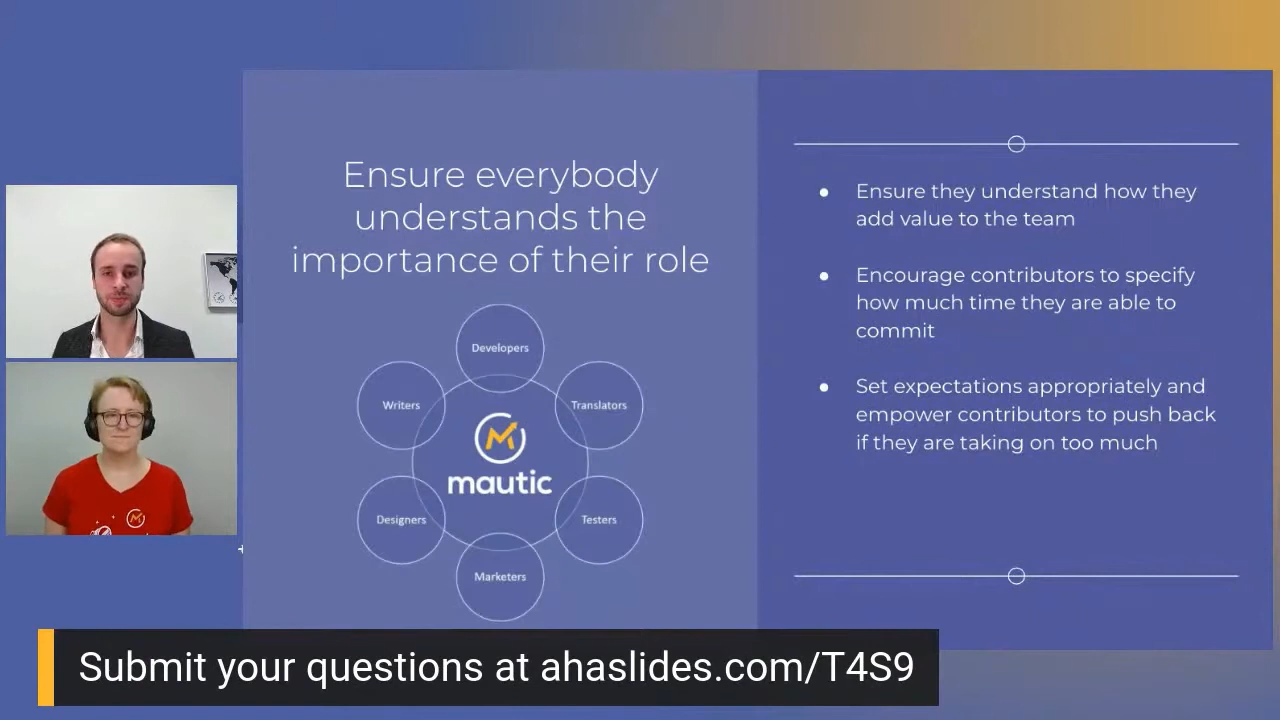 Ensure everybody
understands the
importance of their role
Developers
Writers
Translators
mautic
Designers
Testers
Marketers
● Ensure they understand how they
add value to the team
● Encourage contributors to specify
how much time they are able to
commit
● Set expectations appropriately and
empower contributors to push back
if they are taking on too much
Submit your questions at ahaslides.com/T4S9